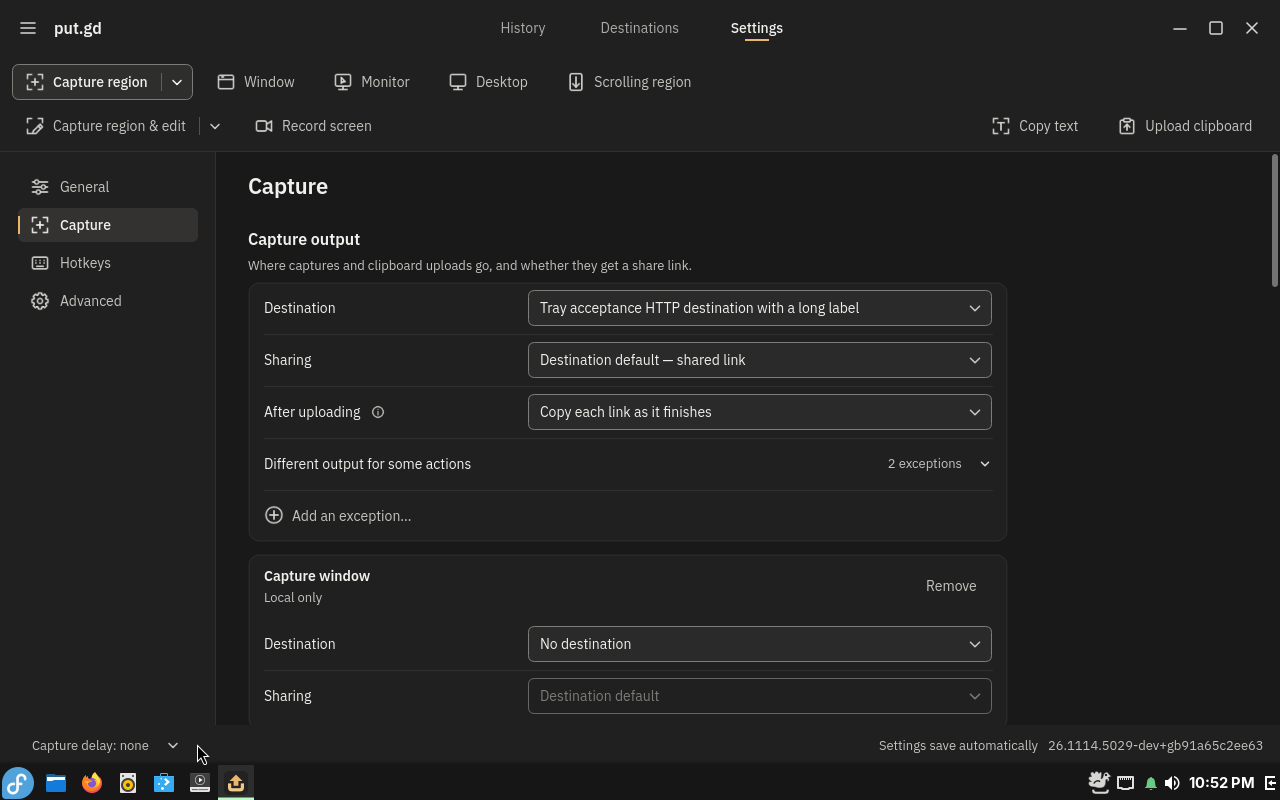 put.gd
History
Destinations
Settings
Capture region
Window
Monitor
Desktop
Scrolling region
Capture region & edit
Record screen
Copy text
Upload clipboard
General
Capture
Hotkeys
Advanced
Capture
Capture output
Where captures and clipboard uploads go, and whether they get a share link.
Destination
Tray acceptance HTTP destination with a long label
Sharing
Destination default — shared link
After uploading
Copy each link as it finishes
Different output for some actions
2 exceptions
Add an exception...
Capture window
Local only
Remove
Destination
No destination
Sharing
Destination default
Capture delay: none
Settings save automatically
26.1114.5029-dev+gb91a65c2ee63
10:52 PM